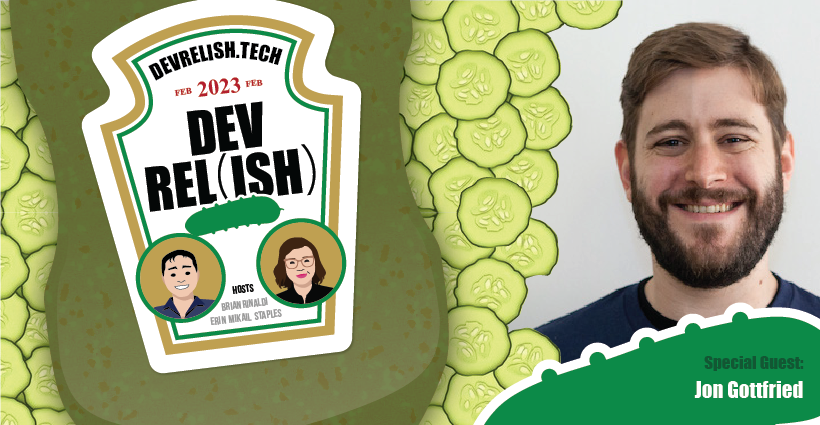 DEVRELISH.TECH
FEB 2023 FEB
DEV
REL(ISH)
HOSTS
BRIAN RINALDI
ERIN MIKAIL STAPLES
Special Guest:
Jon Gottfried